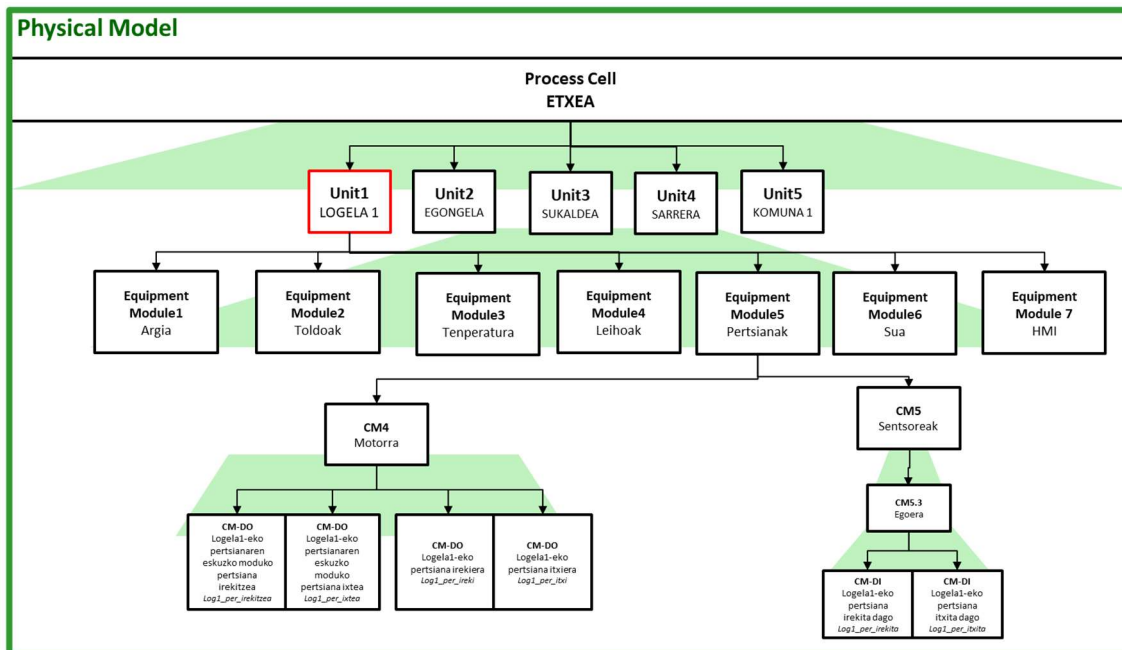 Physical Model
Process Cell
ETXEA
Unit1
LOGELA 1
Unit2
EGONGELA
Unit3
SUKALDEA
Unit4
SARRERA
Unit5
KOMUNA 1
Equipment
Module1
Argia
Equipment
Module2
Toldoak
Equipment
Module3
Tenperatura
Equipment
Module4
Leihoak
Equipment
Module5
Pertsianak
Equipment
Module6
Sua
Equipment
Module 7
HMI
CM4
Motorra
CM5
Sentsoreak
CM5.3
Egoera
CM-DO
Logela1-eko
pertsianaren
eskuzko moduko
pertsiana
irekitzea
Log1_per_irekitzea
CM-DO
Logela1-eko
pertsianaren
eskuzko
moduko
pertsiana ixtea
Log1_per_ixtea
CM-DO
Logela1-eko
pertsiana irekiera
Log1_per_ireki
CM-DO
Logela1-eko
pertsiana itxiera
Log1_per_itxi
CM-DI
Logela1-eko
pertsiana
irekita dago
Log1_per_irekita
CM-DI
Logela1-eko
pertsiana
itxita dago
Log1_per_itxita